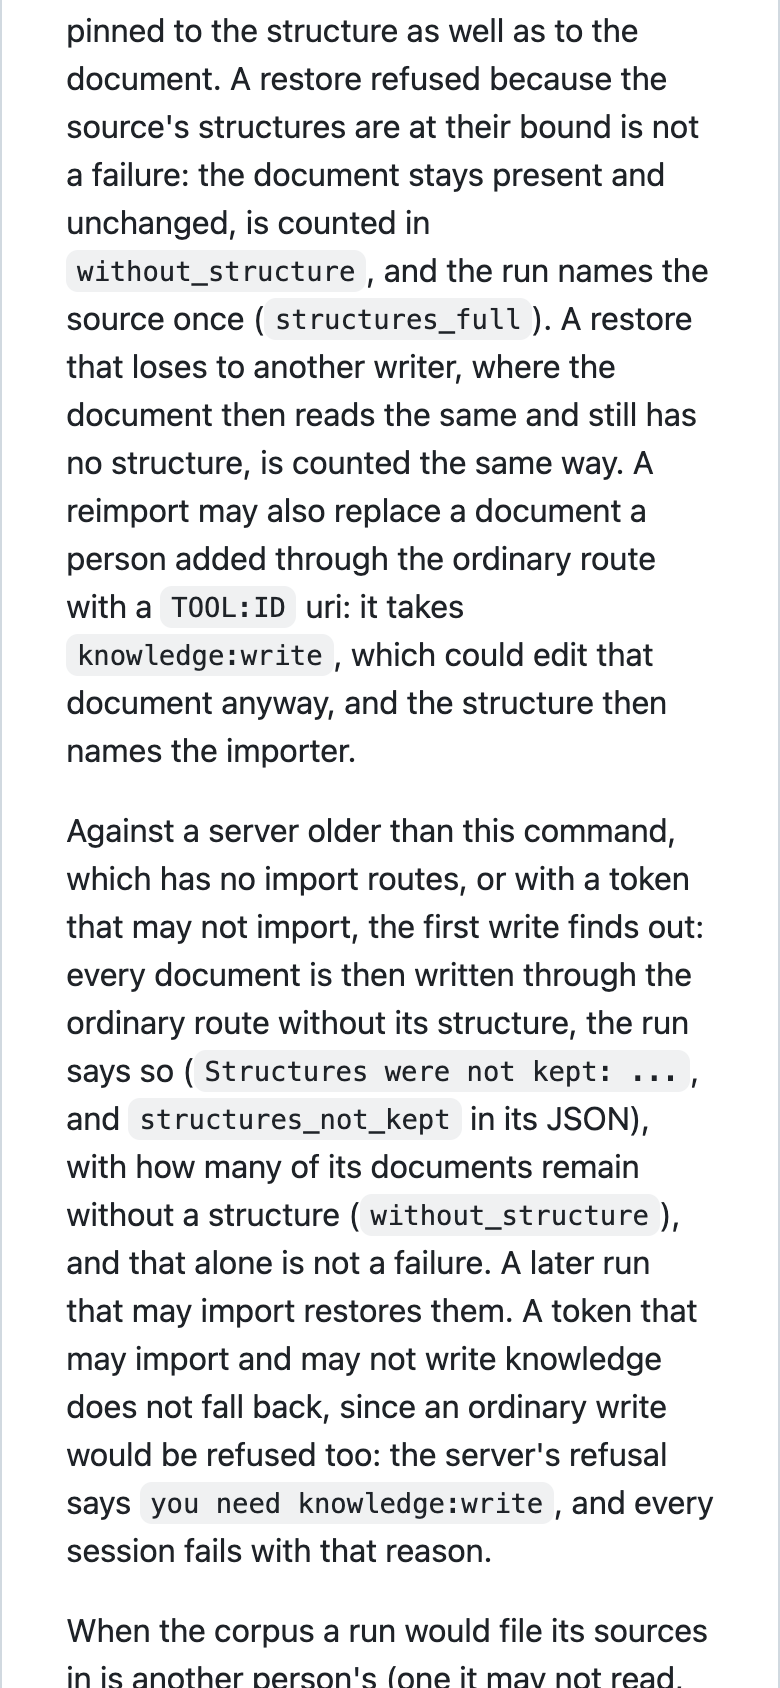 pinned to the structure as well as to the
document. A restore refused because the
source's structures are at their bound is not
a failure: the document stays present and
unchanged, is counted in
without_structure, and the run names the
source once (structures_full). A restore
that loses to another writer, where the
document then reads the same and still has
no structure, is counted the same way. A
reimport may also replace a document a
person added through the ordinary route
with a TOOL:ID uri: it takes
knowledge:write, which could edit that
document anyway, and the structure then
names the importer.
Against a server older than this command,
which has no import routes, or with a token
that may not import, the first write finds out:
every document is then written through the
ordinary route without its structure, the run
says so (Structures were not kept: ...,
and structures_not_kept in its JSON),
with how many of its documents remain
without a structure (without_structure),
and that alone is not a failure. A later run
that may import restores them. A token that
may import and may not write knowledge
does not fall back, since an ordinary write
would be refused too: the server's refusal
says you need knowledge:write, and every
session fails with that reason.
When the corpus a run would file its sources
in is another person's (one it may not read,